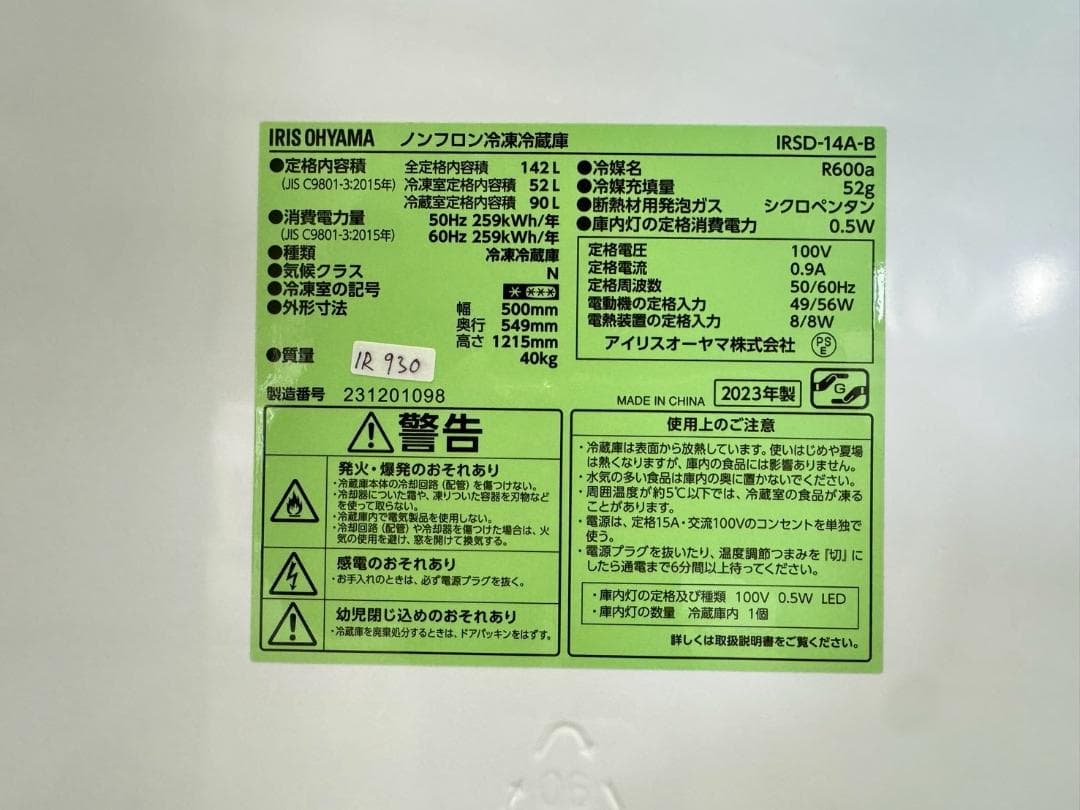 IRIS OHYAMA ノンフロン冷凍冷蔵庫 IRSD-14A-B
●定格内容積 全定格内容積 142L
(JIS C9801-3:2015年) 冷凍室定格内容積 52L
冷蔵室定格内容積 90L
●消費電力量 50Hz 259kWh/年
(JIS C9801-3:2015年) 60Hz 259kWh/年
●種類 冷凍冷蔵庫
●気候クラス N
●冷凍室の記号
●外形寸法 幅 500mm
奥行 549mm
高さ 1215mm
●質量 40kg
IR 930
製造番号 231201098
●冷媒名 R600a
●冷媒充填量 52g
●断熱材用発泡ガス シクロペンタン
●庫内灯の定格消費電力 0.5W
定格電圧 100V
定格電流 0.9A
定格周波数 50/60Hz
電動機の定格入力 49/56W
電熱装置の定格入力 8/8W
アイリスオーヤマ株式会社 PSE
MADE IN CHINA 2023年製 G
警告
発火・爆発のおそれあり
・冷蔵庫本体の冷却回路(配管)を傷つけない。
・冷却器についた霜や、凍りついた容器を刃物など
を使って取らない。
・冷蔵庫内で電気製品を使用しない。
・冷却回路(配管)や冷却器を傷つけた場合は、火
気の使用を避け、窓を開けて換気する。
感電のおそれあり
・お手入れのときは、必ず電源プラグを抜く。
幼児閉じ込めのおそれあり
・冷蔵庫を廃棄処分するときは、ドアパッキンをはずす。
使用上のご注意
・冷蔵庫は表面から放熱しています。使いはじめや夏場
は熱くなりますが、庫内の食品には影響ありません。
・水気の多い食品は庫内の奥に置かないでください。
・周囲温度が約5℃以下では、冷蔵室の食品が凍る
ことがあります。
・電源は、定格15A・交流100Vのコンセントを単独で
使う。
・電源プラグを抜いたり、温度調節つまみを「切」に
したら通電まで6分間以上待ってください。
・庫内灯の定格及び種類 100V 0.5W LED
・庫内灯の数量 冷蔵庫内 1個
詳しくは取扱説明書をご覧ください。
06